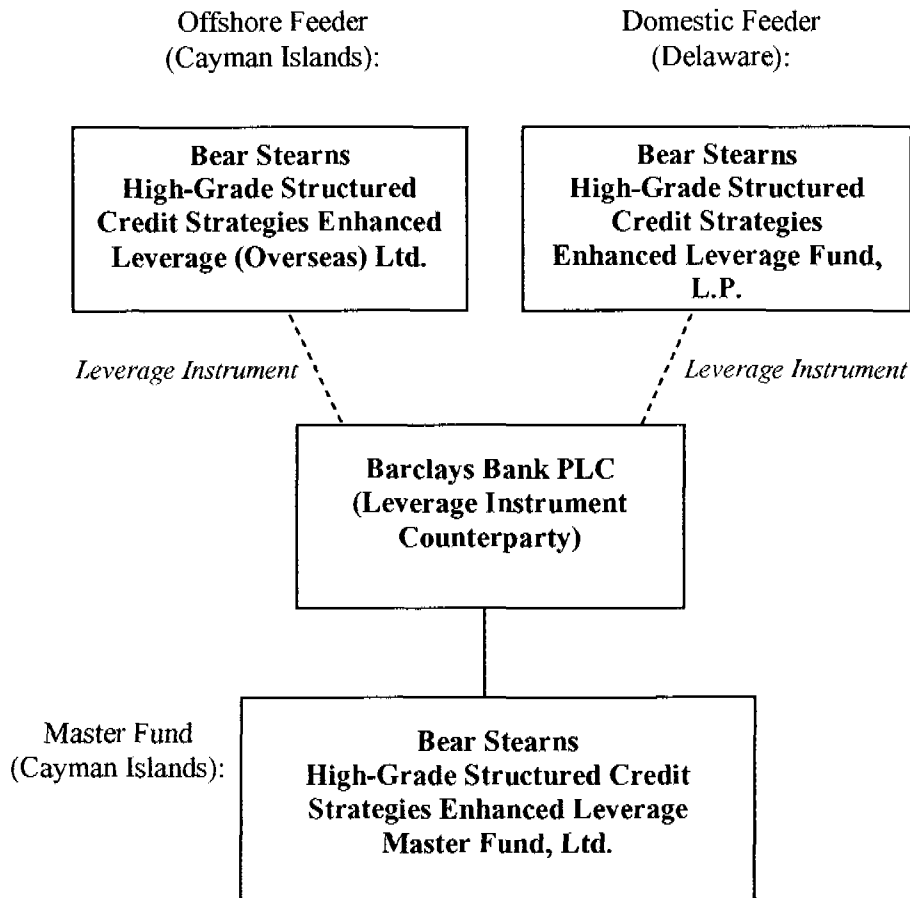 Offshore Feeder
(Cayman Islands):
Domestic Feeder
(Delaware):
Bear Stearns
High-Grade Structured
Credit Strategies Enhanced
Leverage (Overseas) Ltd.
Bear Stearns
High-Grade Structured
Credit Strategies
Enhanced Leverage Fund,
L.P.
Leverage Instrument
Leverage Instrument
Barclays Bank PLC
(Leverage Instrument
Counterparty)
Master Fund
(Cayman Islands):
Bear Stearns
High-Grade Structured Credit
Strategies Enhanced Leverage
Master Fund, Ltd.